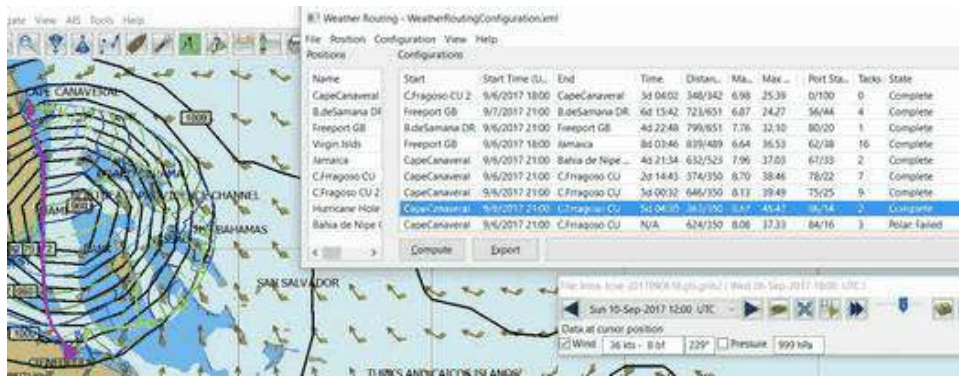 View AIS Tools Help
Weather Routing - WeatherRoutingConfiguration.xml
File Position Configuration View Help
Positions Configurations
Name Start Start Time (U... End Time Distan... Ma... Max ... Port Sta... Tacks State
CapeCanaveral C.Fragoso CU 2 9/6/2017 18:00 CapeCanaveral 3d 04:02 348/342 6.98 25.39 0/100 0 Complete
B.deSamana DR Freeport GB 9/7/2017 21:00 B.deSamana DR 6d 15:42 723/651 6.87 24.27 56/44 4 Complete
Freeport GB B.deSamana DR 9/6/2017 21:00 Freeport GB 4d 22:48 799/651 7.76 32.10 80/20 1 Complete
Virgin Islds Freeport GB 9/6/2017 18:00 Jamaica 8d 03:46 839/489 6.64 36.53 62/38 16 Complete
Jamaica CapeCanaveral 9/6/2017 21:00 Bahia de Nipe ... 4d 21:34 632/523 7.96 37.03 67/33 2 Complete
C.Fragoso CU CapeCanaveral 9/6/2017 21:00 C.Fragoso CU 2d 14:43 374/350 8.70 38.46 78/22 7 Complete
C.Fragoso CU 2 CapeCanaveral 9/6/2017 21:00 C.Fragoso CU 5d 00:32 646/350 8.13 39.49 75/25 9 Complete
Hurricane Hole CapeCanaveral 9/6/2017 21:00 C.Fragoso CU 2 Complete
Bahia de Nipe CapeCanaveral 9/6/2017 21:00 C.Fragoso CU N/A 624/350 8.08 37.33 84/16 3 Polar Failed
Compute Export
CAPE CANAVERAL
1008
CHANNEL
BAHAMAS
SAN SALVADOR
Sun 10-Sep-2017 12:00 UTC
Data at cursor position
Wind 36 kts - 8 bf 229° Pressure 999 hPa
TURKS AND CAICOS ISLANDS